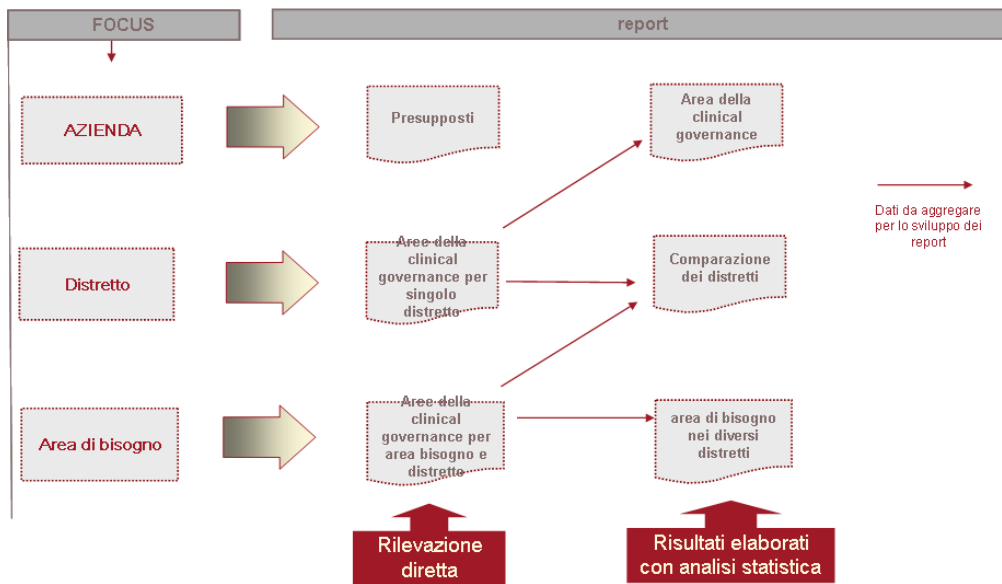 FOCUS
report
AZIENDA
Presupposti
Area della
clinical
governance
Dati da aggregare
per lo sviluppo dei
report
Distretto
Aree della
clinical
governance per
singolo
distretto
Comparazione
dei distretti
Area di bisogno
Aree della
clinical
governance per
area bisogno e
distretto
area di bisogno
nei diversi
distretti
Rilevazione
diretta
Risultati elaborati
con analisi statistica